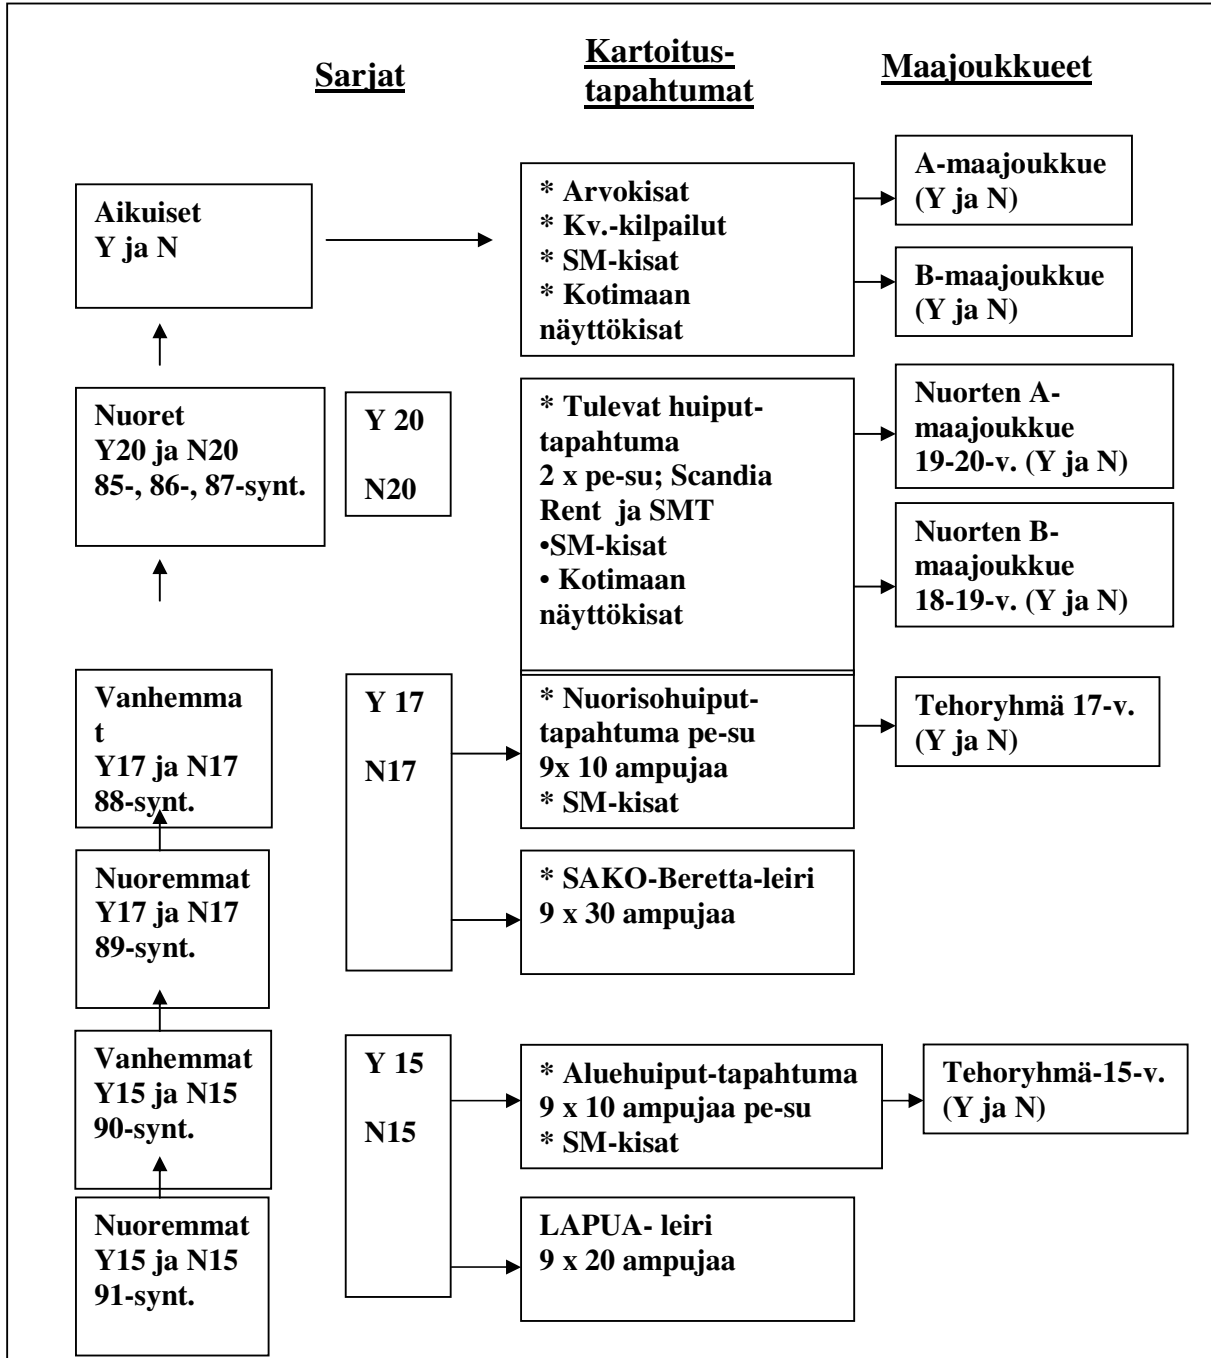 Sarjat
Kartoitus-
tapahtumat
Maajoukkueet
Aikuiset
Y ja N
* Arvokisat
* Kv.-kilpailut
* SM-kisat
* Kotimaan
näyttökisat
A-maajoukkue
(Y ja N)
B-maajoukkue
(Y ja N)
Nuoret
Y20 ja N20
85-, 86-, 87-synt.
Y 20
N20
* Tulevat huiput-
tapahtuma
2 x pe-su; Scandia
Rent ja SMT
•SM-kisat
• Kotimaan
näyttökisat
Nuorten A-
maajoukkue
19-20-v. (Y ja N)
Nuorten B-
maajoukkue
18-19-v. (Y ja N)
Vanhemma
t
Y17 ja N17
88-synt.
Y 17
N17
* Nuorisohuiput-
tapahtuma pe-su
9x 10 ampujaa
* SM-kisat
Tehoryhmä 17-v.
(Y ja N)
Nuoremmat
Y17 ja N17
89-synt.
* SAKO-Beretta-leiri
9 x 30 ampujaa
Vanhemmat
Y15 ja N15
90-synt.
Y 15
N15
* Aluehuiput-tapahtuma
9 x 10 ampujaa pe-su
* SM-kisat
Tehoryhmä-15-v.
(Y ja N)
Nuoremmat
Y15 ja N15
91-synt.
LAPUA- leiri
9 x 20 ampujaa